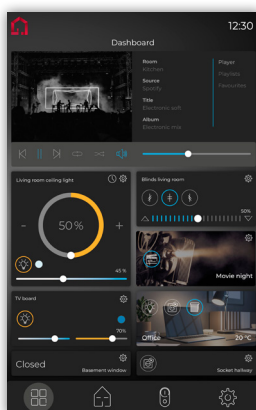 12:30
Dashboard
Room
Kitchen
Source
Spotify
Title
Electronic soft
Album
Electronic mix
Player
Playlists
Favourites
Living room ceiling light
50 %
- +
45 %
Blinds living room
50%
Movie night
TV board
70%
Office
20 °C
Closed
Basement window
Socket hallway